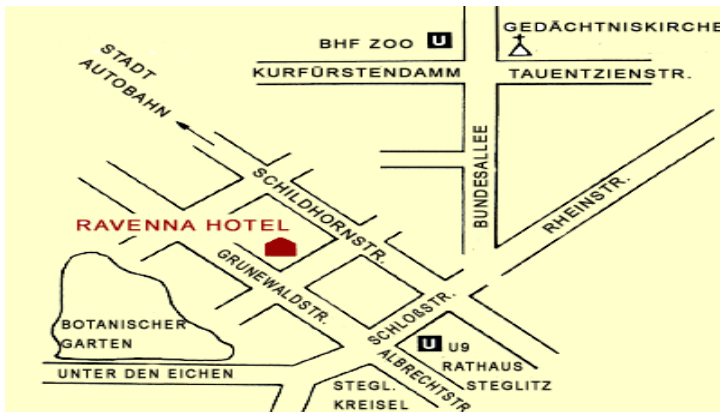 GEDÄCHTNISKIRCHE
BHF ZOO U
STADT
AUTOBAHN
KURFÜRSTENDAMM
TAUENTZIENSTR.
BUNDESALLEE
RHEINSTR.
SCHILDHORNSTR.
RAVENNA HOTEL
GRUNEWALDSTR.
SCHLOßSTR.
BOTANISCHER
GARTEN
U U9
RATHAUS
STEGLITZ
ALBRECHTSTR
UNTER DEN EICHEN
STEGL.
KREISEL